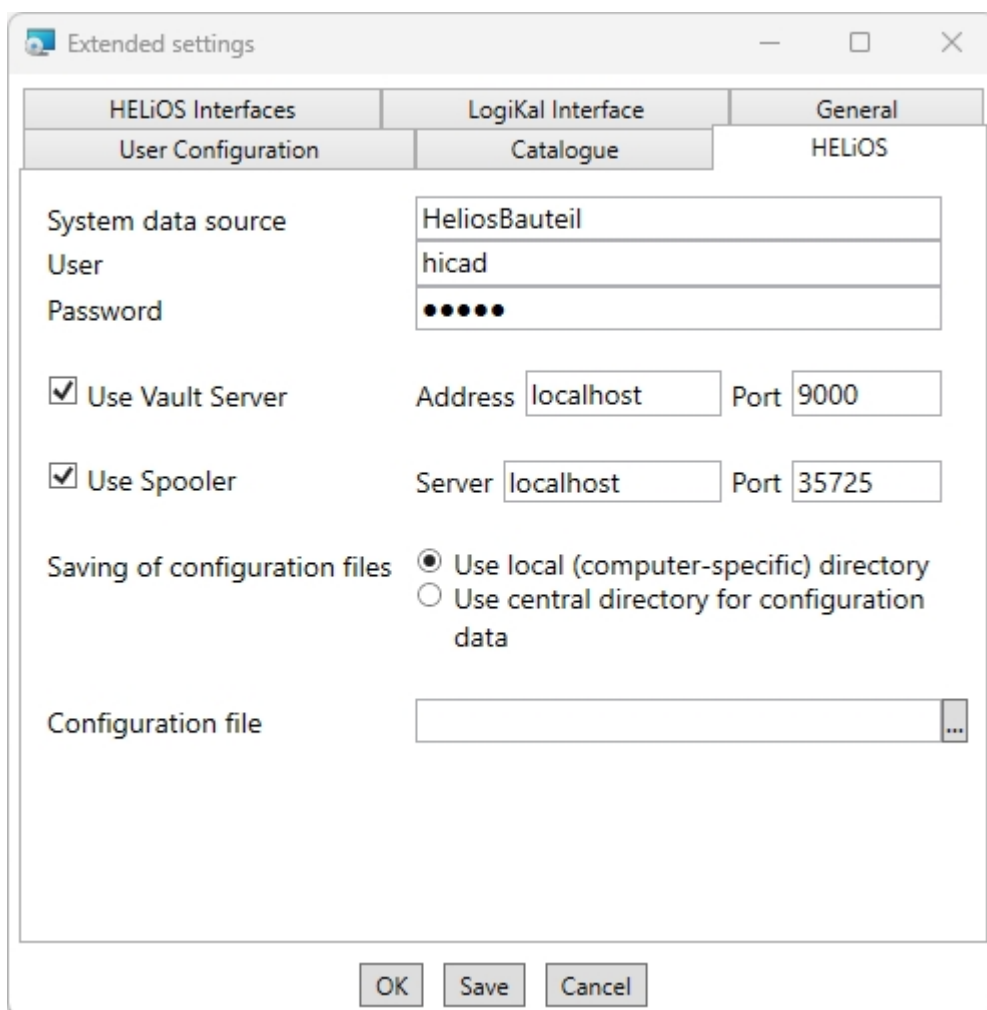 Extended settings
HELiOS Interfaces LogiKal Interface General
User Configuration Catalogue HELiOS
System data source HeliosBauteil
User hicad
Password •••••
Use Vault Server Address localhost Port 9000
Use Spooler Server localhost Port 35725
Saving of configuration files Use local (computer-specific) directory
Use central directory for configuration
data
Configuration file ...
OK Save Cancel